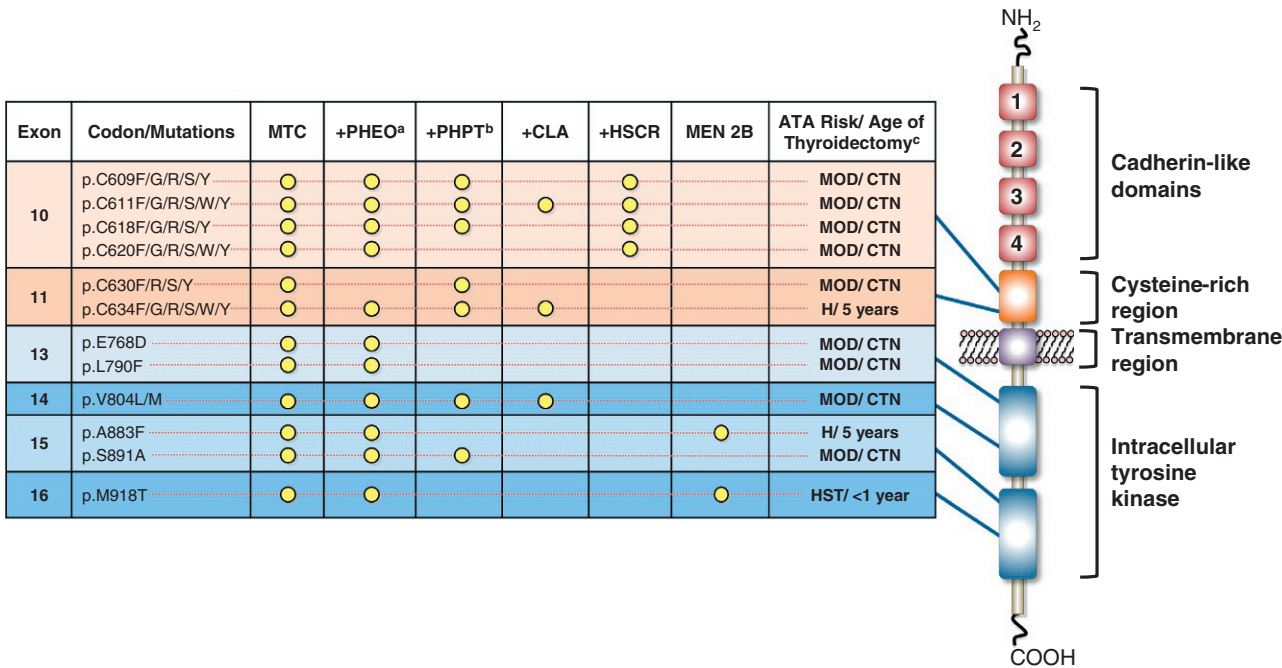 NH2
Exon Codon/Mutations MTC +PHEOa +PHPTb +CLA +HSCR MEN 2B ATA Risk/ Age of
Thyroidectomyc
10
p.C609F/G/R/S/Y MOD/ CTN
p.C611F/G/R/S/W/Y MOD/ CTN
p.C618F/G/R/S/Y MOD/ CTN
p.C620F/G/R/S/W/Y MOD/ CTN
11
p.C630F/R/S/Y MOD/ CTN
p.C634F/G/R/S/W/Y H/ 5 years
13
p.E768D MOD/ CTN
p.L790F MOD/ CTN
14 p.V804L/M MOD/ CTN
15
p.A883F H/ 5 years
p.S891A MOD/ CTN
16 p.M918T HST/ <1 year
1
2
3
4
Cadherin-like
domains
Cysteine-rich
region
Transmembrane
region
Intracellular
tyrosine
kinase
COOH